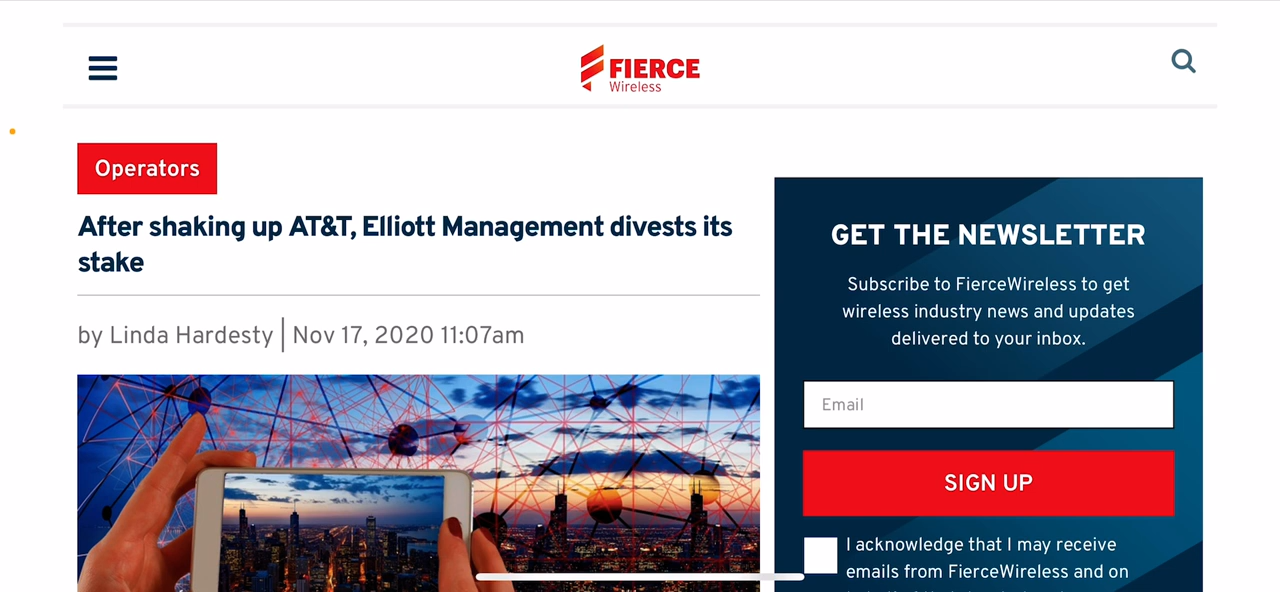 FIERCE
Wireless
Operators
After shaking up AT&T, Elliott Management divests its
stake
by Linda Hardesty | Nov 17, 2020 11:07am
GET THE NEWSLETTER
Subscribe to FierceWireless to get
wireless industry news and updates
delivered to your inbox.
Email
SIGN UP
I acknowledge that I may receive
emails from FierceWireless and on